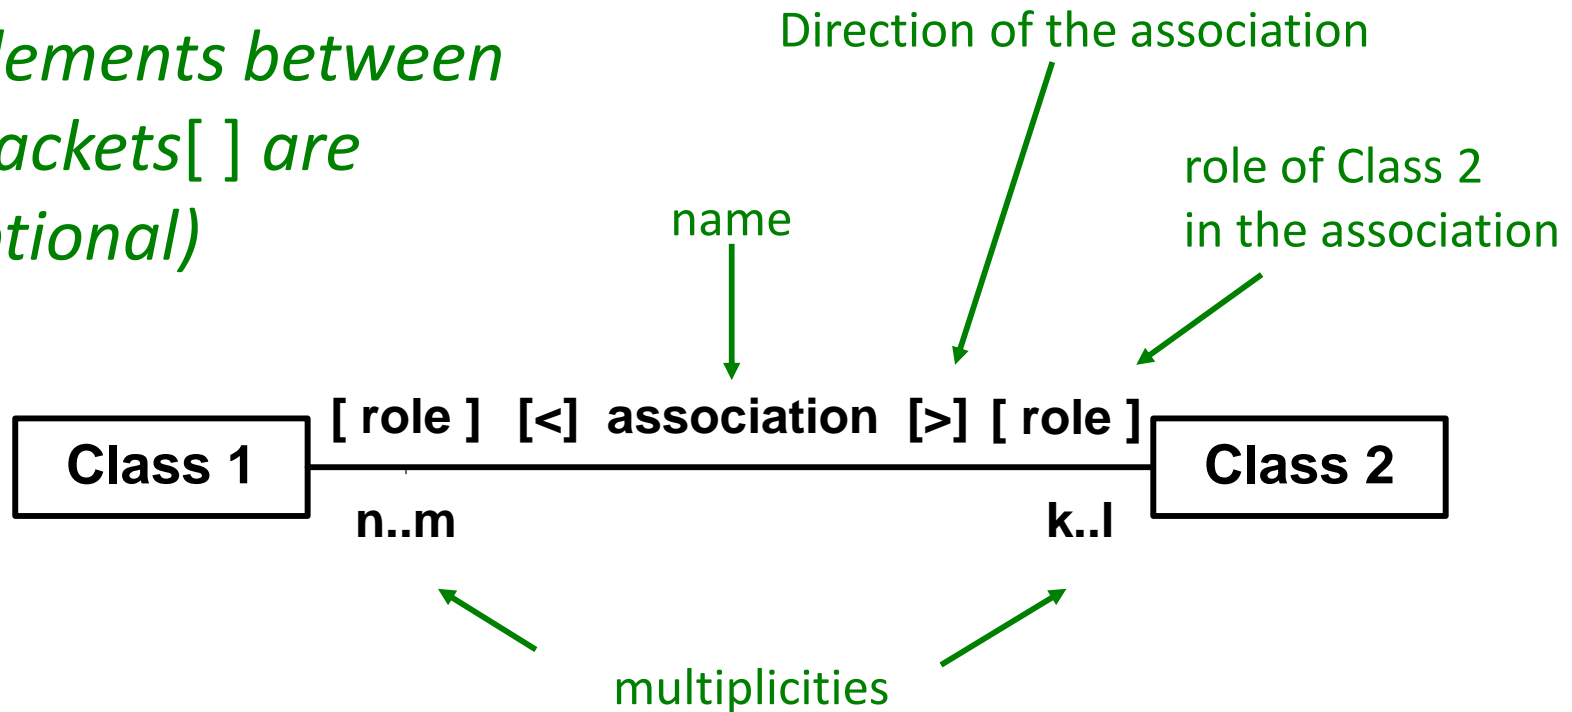 lements between
ackets[ ] are
tional)
Direction of the association
role of Class 2
in the association
name
[ role ] [<] association [>] [ role ]
Class 1
Class 2
n..m
k..l
multiplicities